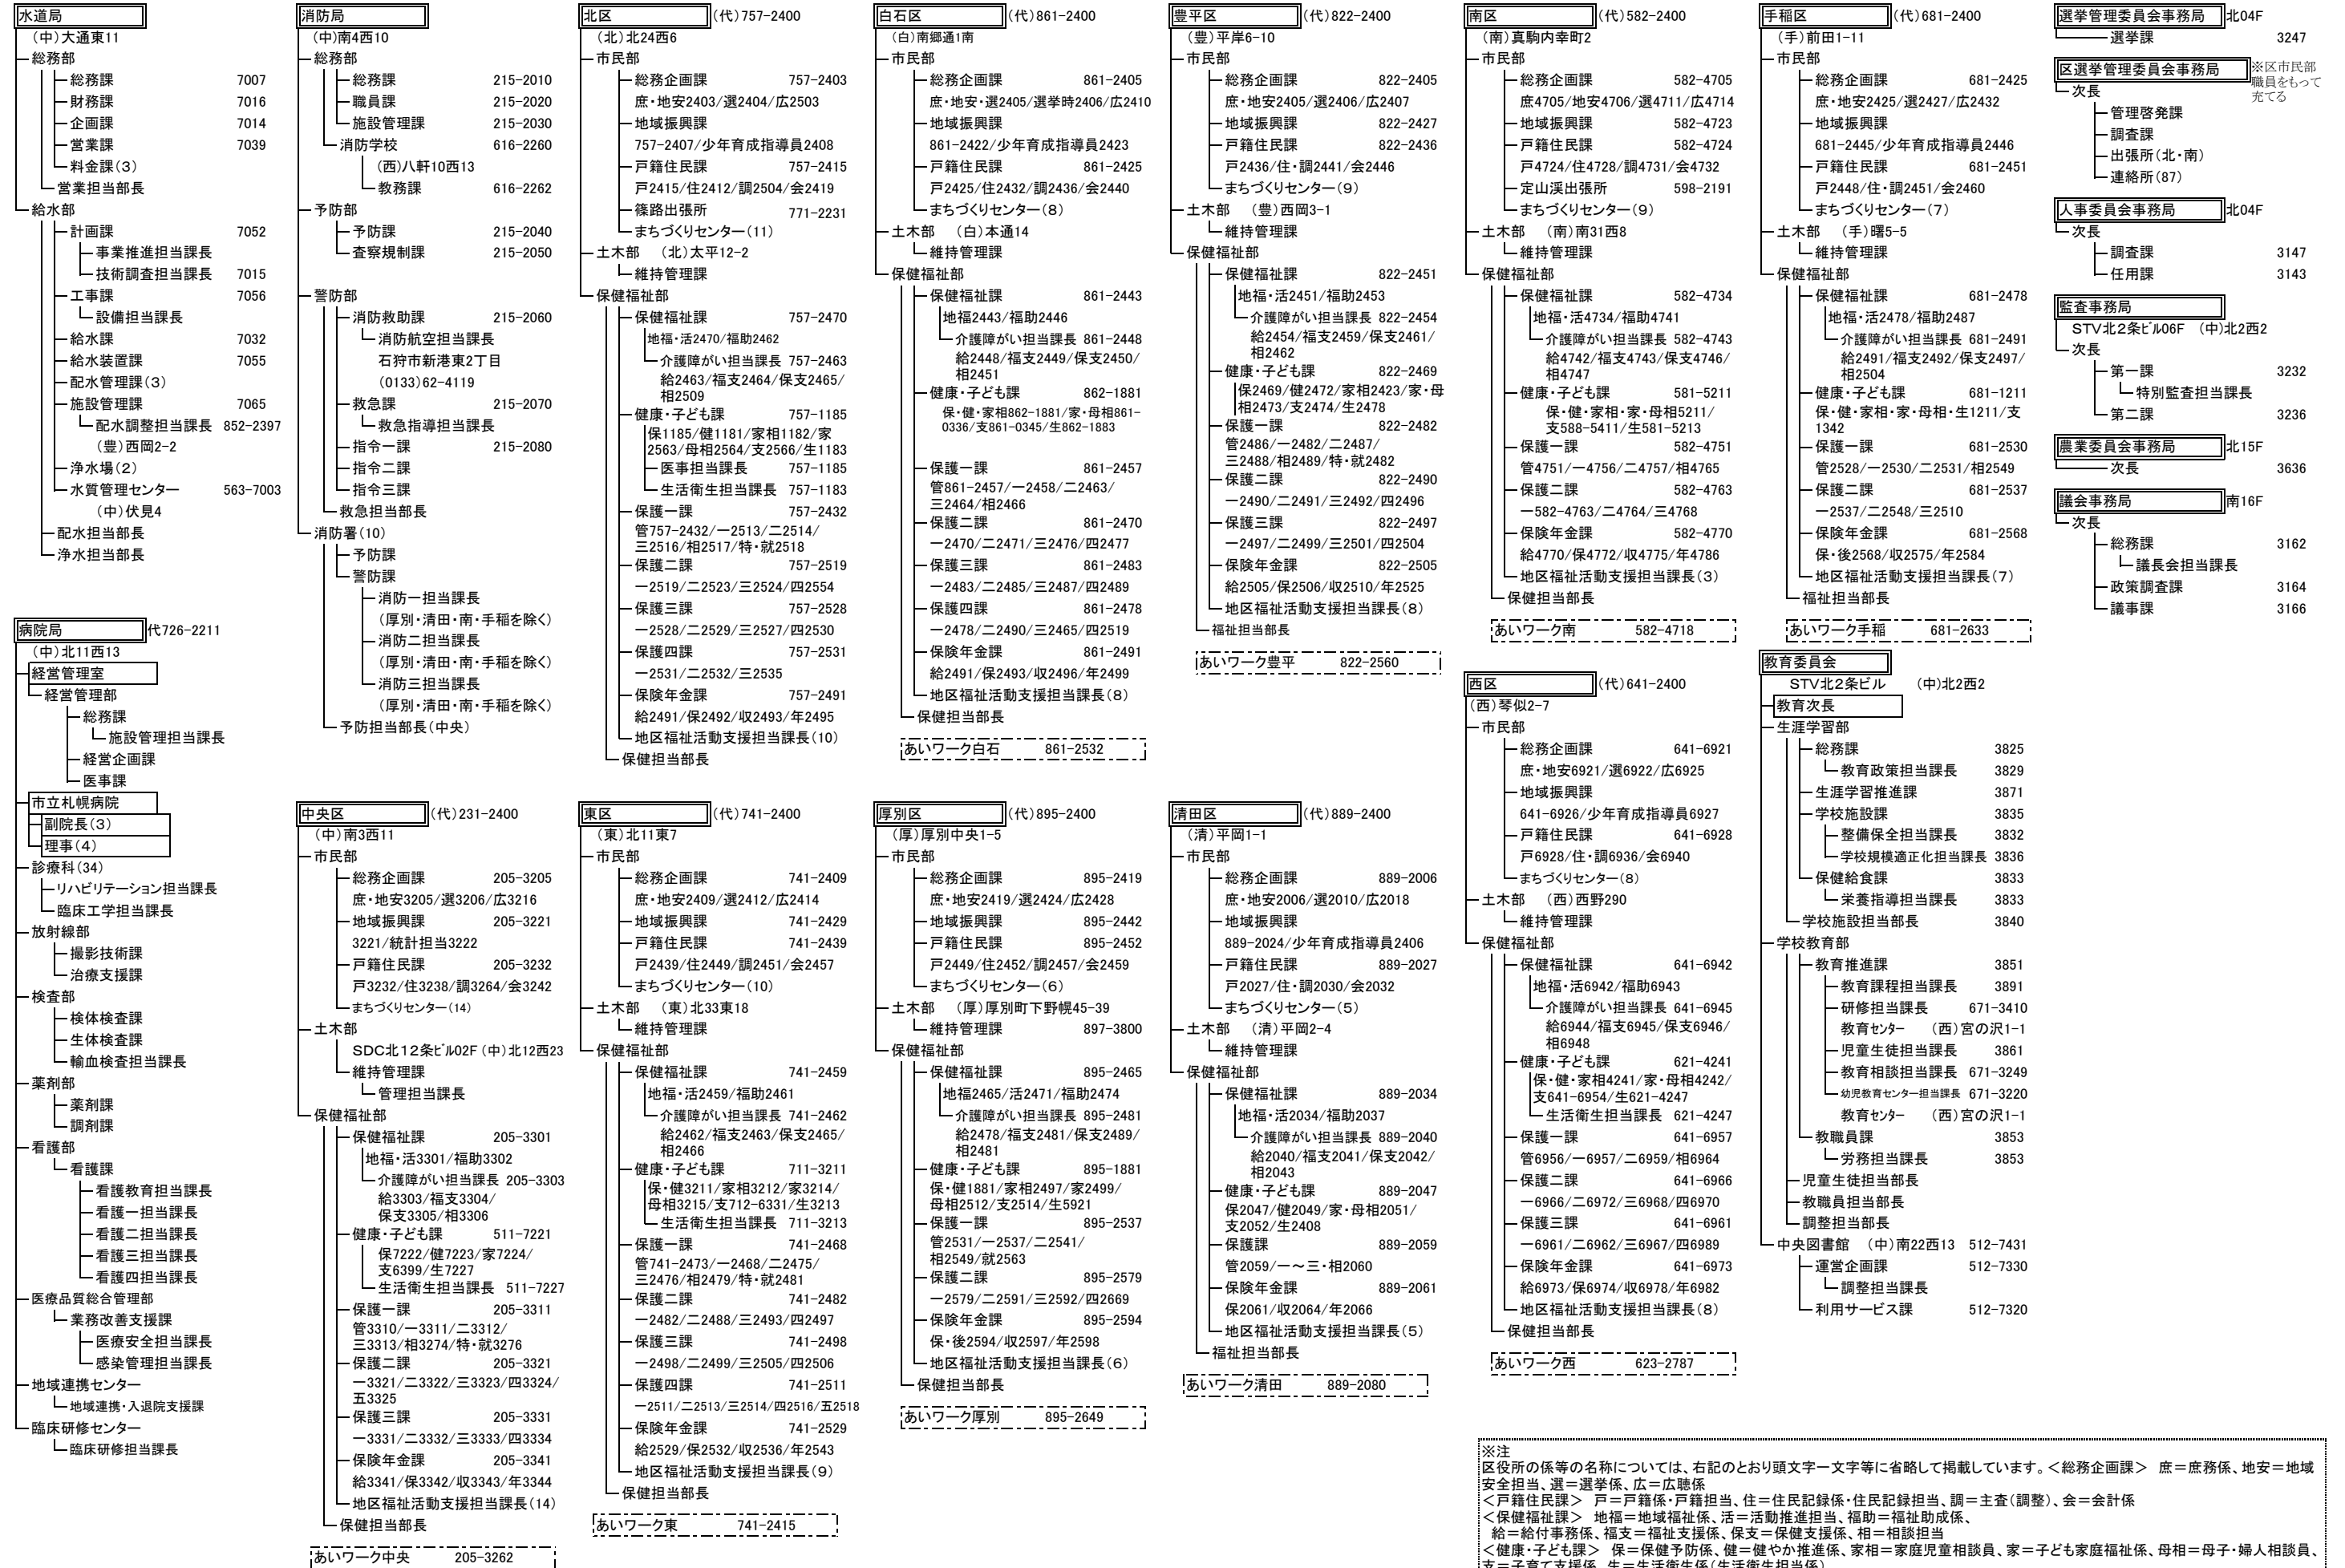 水道局
(中)大通東11
総務部
総務課 7007
財務課 7016
企画課 7014
営業課 7039
料金課(3)
営業担当部長
給水部
計画課 7052
事業推進担当課長
技術調査担当課長 7015
工事課 7056
設備担当課長
給水課 7032
給水装置課 7055
配水管理課(3)
施設管理課 7065
配水調整担当課長 852-2397
(豊)西岡2-2
浄水場(2)
水質管理センター 563-7003
(中)伏見4
配水担当部長
浄水担当部長
病院局 代726-2211
(中)北11西13
経営管理室
経営管理部
総務課
施設管理担当課長
経営企画課
医事課
市立札幌病院
副院長(3)
理事(4)
診療科(34)
リハビリテーション担当課長
臨床工学担当課長
放射線部
撮影技術課
治療支援課
検査部
検体検査課
生体検査課
輸血検査担当課長
薬剤部
薬剤課
調剤課
看護部
看護課
看護教育担当課長
看護一担当課長
看護二担当課長
看護三担当課長
看護四担当課長
医療品質総合管理部
業務改善支援課
医療安全担当課長
感染管理担当課長
地域連携センター
地域連携・入退院支援課
臨床研修センター
臨床研修担当課長
消防局
(中)南4西10
総務部
総務課 215-2010
職員課 215-2020
施設管理課 215-2030
消防学校 616-2260
(西)八軒10西13
教務課 616-2262
予防部
予防課 215-2040
査察規制課 215-2050
警防部
消防救助課 215-2060
消防航空担当課長
石狩市新港東2丁目
(0133)62-4119
救急課 215-2070
救急指導担当課長
指令一課 215-2080
指令二課
指令三課
救急担当部長
消防署(10)
予防課
警防課
消防一担当課長
(厚別・清田・南・手稲を除く)
消防二担当課長
(厚別・清田・南・手稲を除く)
消防三担当課長
(厚別・清田・南・手稲を除く)
予防担当部長(中央)
中央区 (代)231-2400
(中)南3西11
市民部
総務企画課 205-3205
庶・地安3205/選3206/広3216
地域振興課 205-3221
3221/統計担当3222
戸籍住民課 205-3232
戸3232/住3238/調3264/会3242
まちづくりセンター(14)
土木部
SDC北12条ビル02F(中)北12西23
維持管理課
管理担当課長
保健福祉部
保健福祉課 205-3301
地福・活3301/福助3302
介護障がい担当課長 205-3303
給3303/福支3304/
保支3305/相3306
健康・子ども課 511-7221
保7222/健7223/家7224/
支6399/生7227
生活衛生担当課長 511-7227
保護一課 205-3311
管3310/一3311/二3312/
三3313/相3274/特・就3276
保護二課 205-3321
一3321/二3322/三3323/四3324/
五3325
保護三課 205-3331
一3331/二3332/三3333/四3334
保険年金課 205-3341
給3341/保3342/収3343/年3344
地区福祉活動支援担当課長(14)
保健担当部長
あいワーク中央 205-3262
北区 (代)757-2400
(北)北24西6
市民部
総務企画課 757-2403
庶・地安2403/選2404/広2503
地域振興課
757-2407/少年育成指導員2408
戸籍住民課 757-2415
戸2415/住2412/調2504/会2419
篠路出張所 771-2231
まちづくりセンター(11)
土木部 (北)太平12-2
維持管理課
保健福祉部
保健福祉課 757-2470
地福・活2470/福助2462
介護障がい担当課長 757-2463
給2463/福支2464/保支2465/
相2509
健康・子ども課 757-1185
保1185/健1181/家相1182/家
2563/母相2564/支2566/生1183
医事担当課長 757-1185
生活衛生担当課長 757-1183
保護一課 757-2432
管757-2432/一2513/二2514/
三2516/相2517/特・就2518
保護二課 757-2519
一2519/二2523/三2524/四2554
保護三課 757-2528
一2528/二2529/三2527/四2530
保護四課 757-2531
一2531/二2532/三2535
保険年金課 757-2491
給2491/保2492/収2493/年2495
地区福祉活動支援担当課長(10)
保健担当部長
東区 (代)741-2400
(東)北11東7
市民部
総務企画課 741-2409
庶・地安2409/選2412/広2414
地域振興課 741-2429
戸籍住民課 741-2439
戸2439/住2449/調2451/会2457
まちづくりセンター(10)
土木部 (東)北33東18
維持管理課
保健福祉部
保健福祉課 741-2459
地福・活2459/福助2461
介護障がい担当課長 741-2462
給2462/福支2463/保支2465/
相2466
健康・子ども課 711-3211
保・健3211/家相3212/家3214/
母相3215/支712-6331/生3213
生活衛生担当課長 711-3213
保護一課 741-2468
管741-2473/一2468/二2475/
三2476/相2479/特・就2481
保護二課 741-2482
一2482/二2488/三2493/四2497
保護三課 741-2498
一2498/二2499/三2505/四2506
保護四課 741-2511
一2511/二2513/三2514/四2516/五2518
保険年金課 741-2529
給2529/保2532/収2536/年2543
地区福祉活動支援担当課長(9)
保健担当部長
あいワーク東 741-2415
白石区 (代)861-2400
(白)南郷通1南
市民部
総務企画課 861-2405
庶・地安・選2405/選挙時2406/広2410
地域振興課
861-2422/少年育成指導員2423
戸籍住民課 861-2425
戸2425/住2432/調2436/会2440
まちづくりセンター(8)
土木部 (白)本通14
維持管理課
保健福祉部
保健福祉課 861-2443
地福2443/福助2446
介護障がい担当課長 861-2448
給2448/福支2449/保支2450/
相2451
健康・子ども課 862-1881
保・健・家相862-1881/家・母相861-
0336/支861-0345/生862-1883
保護一課 861-2457
管861-2457/一2458/二2463/
三2464/相2466
保護二課 861-2470
一2470/二2471/三2476/四2477
保護三課 861-2483
一2483/二2485/三2487/四2489
保護四課 861-2478
一2478/二2490/三2465/四2519
保険年金課 861-2491
給2491/保2493/収2496/年2499
地区福祉活動支援担当課長(8)
保健担当部長
あいワーク白石 861-2532
厚別区 (代)895-2400
(厚)厚別中央1-5
市民部
総務企画課 895-2419
庶・地安2419/選2424/広2428
地域振興課 895-2442
戸籍住民課 895-2452
戸2449/住2452/調2457/会2459
まちづくりセンター(6)
土木部 (厚)厚別町下野幌45-39
維持管理課 897-3800
保健福祉部
保健福祉課 895-2465
地福2465/活2471/福助2474
介護障がい担当課長 895-2481
給2478/福支2481/保支2489/
相2481
健康・子ども課 895-1881
保・健1881/家相2497/家2499/
母相2512/支2514/生5921
保護一課 895-2537
管2531/一2537/二2541/
相2549/就2563
保護二課 895-2579
一2579/二2591/三2592/四2669
保険年金課 895-2594
保・後2594/収2597/年2598
地区福祉活動支援担当課長(6)
保健担当部長
あいワーク厚別 895-2649
豊平区 (代)822-2400
(豊)平岸6-10
市民部
総務企画課 822-2405
庶・地安2405/選2406/広2407
地域振興課 822-2427
戸籍住民課 822-2436
戸2436/住・調2441/会2446
まちづくりセンター(9)
土木部 (豊)西岡3-1
維持管理課
保健福祉部
保健福祉課 822-2451
地福・活2451/福助2453
介護障がい担当課長 822-2454
給2454/福支2459/保支2461/
相2462
健康・子ども課 822-2469
保2469/健2472/家相2423/家・母
相2473/支2474/生2478
保護一課 822-2482
管2486/一2482/二2487/
三2488/相2489/特・就2482
保護二課 822-2490
一2490/二2491/三2492/四2496
保護三課 822-2497
一2497/二2499/三2501/四2504
保険年金課 822-2505
給2505/保2506/収2510/年2525
地区福祉活動支援担当課長(8)
福祉担当部長
あいワーク豊平 822-2560
清田区 (代)889-2400
(清)平岡1-1
市民部
総務企画課 889-2006
庶・地安2006/選2010/広2018
地域振興課
889-2024/少年育成指導員2406
戸籍住民課 889-2027
戸2027/住・調2030/会2032
まちづくりセンター(5)
土木部 (清)平岡2-4
維持管理課
保健福祉部
保健福祉課 889-2034
地福・活2034/福助2037
介護障がい担当課長 889-2040
給2040/福支2041/保支2042/
相2043
健康・子ども課 889-2047
保2047/健2049/家・母相2051/
支2052/生2408
保護課 889-2059
管2059/一~三・相2060
保険年金課 889-2061
保2061/収2064/年2066
地区福祉活動支援担当課長(5)
福祉担当部長
あいワーク清田 889-2080
南区 (代)582-2400
(南)真駒内幸町2
市民部
総務企画課 582-4705
庶4705/地安4706/選4711/広4714
地域振興課 582-4723
戸籍住民課 582-4724
戸4724/住4728/調4731/会4732
定山渓出張所 598-2191
まちづくりセンター(9)
土木部 (南)南31西8
維持管理課
保健福祉部
保健福祉課 582-4734
地福・活4734/福助4741
介護障がい担当課長 582-4743
給4742/福支4743/保支4746/
相4747
健康・子ども課 581-5211
保・健・家相・家・母相5211/
支588-5411/生581-5213
保護一課 582-4751
管4751/一4756/二4757/相4765
保護二課 582-4763
一582-4763/二4764/三4768
保険年金課 582-4770
給4770/保4772/収4775/年4786
地区福祉活動支援担当課長(3)
保健担当部長
あいワーク南 582-4718
西区 (代)641-2400
(西)琴似2-7
市民部
総務企画課 641-6921
庶・地安6921/選6922/広6925
地域振興課
641-6926/少年育成指導員6927
戸籍住民課 641-6928
戸6928/住・調6936/会6940
まちづくりセンター(8)
土木部 (西)西野290
維持管理課
保健福祉部
保健福祉課 641-6942
地福・活6942/福助6943
介護障がい担当課長 641-6945
給6944/福支6945/保支6946/
相6948
健康・子ども課 621-4241
保・健・家相4241/家・母相4242/
支641-6954/生621-4247
生活衛生担当課長 621-4247
保護一課 641-6957
管6956/一6957/二6959/相6964
保護二課 641-6966
一6966/二6972/三6968/四6970
保護三課 641-6961
一6961/二6962/三6967/四6989
保険年金課 641-6973
給6973/保6974/収6978/年6982
地区福祉活動支援担当課長(8)
保健担当部長
あいワーク西 623-2787
手稲区 (代)681-2400
(手)前田1-11
市民部
総務企画課 681-2425
庶・地安2425/選2427/広2432
地域振興課
681-2445/少年育成指導員2446
戸籍住民課 681-2451
戸2448/住・調2451/会2460
まちづくりセンター(7)
土木部 (手)曙5-5
維持管理課
保健福祉部
保健福祉課 681-2478
地福・活2478/福助2487
介護障がい担当課長 681-2491
給2491/福支2492/保支2497/
相2504
健康・子ども課 681-1211
保・健・家相・家・母相・生1211/支
1342
保護一課 681-2530
管2528/一2530/二2531/相2549
保護二課 681-2537
一2537/二2548/三2510
保険年金課 681-2568
保・後2568/収2575/年2584
地区福祉活動支援担当課長(7)
福祉担当部長
あいワーク手稲 681-2633
教育委員会
STV北2条ビル (中)北2西2
教育次長
生涯学習部
総務課 3825
教育政策担当課長 3829
生涯学習推進課 3871
学校施設課 3835
整備保全担当課長 3832
学校規模適正化担当課長 3836
保健給食課 3833
栄養指導担当課長 3833
学校施設担当部長 3840
学校教育部
教育推進課 3851
教育課程担当課長 3891
研修担当課長 671-3410
教育センター (西)宮の沢1-1
児童生徒担当課長 3861
教育相談担当課長 671-3249
幼児教育センター担当課長 671-3220
教育センター (西)宮の沢1-1
教職員課 3853
労務担当課長 3853
児童生徒担当部長
教職員担当部長
調整担当部長
中央図書館 (中)南22西13 512-7431
運営企画課 512-7330
調整担当課長
利用サービス課 512-7320
選挙管理委員会事務局 北04F
選挙課 3247
区選挙管理委員会事務局 ※区市民部
職員をもって
充てる
次長
管理啓発課
調査課
出張所(北・南)
連絡所(87)
人事委員会事務局 北04F
次長
調査課 3147
任用課 3143
監査事務局
STV北2条ビル06F (中)北2西2
次長
第一課 3232
特別監査担当課長
第二課 3236
農業委員会事務局 北15F
次長 3636
議会事務局 南16F
次長
総務課 3162
議長会担当課長
政策調査課 3164
議事課 3166
※注
区役所の係等の名称については、右記のとおり頭文字一文字等に省略して掲載しています。<総務企画課> 庶=庶務係、地安=地域
安全担当、選=選挙係、広=広聴係
<戸籍住民課> 戸=戸籍係・戸籍担当、住=住民記録係・住民記録担当、調=主査(調整)、会=会計係
<保健福祉課> 地福=地域福祉係、活=活動推進担当、福助=福祉助成係、
給=給付事務係、福支=福祉支援係、保支=保健支援係、相=相談担当
<健康・子ども課> 保=保健予防係、健=健やか推進係、家相=家庭児童相談員、家=子ども家庭福祉係、母相=母子・婦人相談員、
支=子育て支援係、生=生活衛生係(生活衛生担当係)